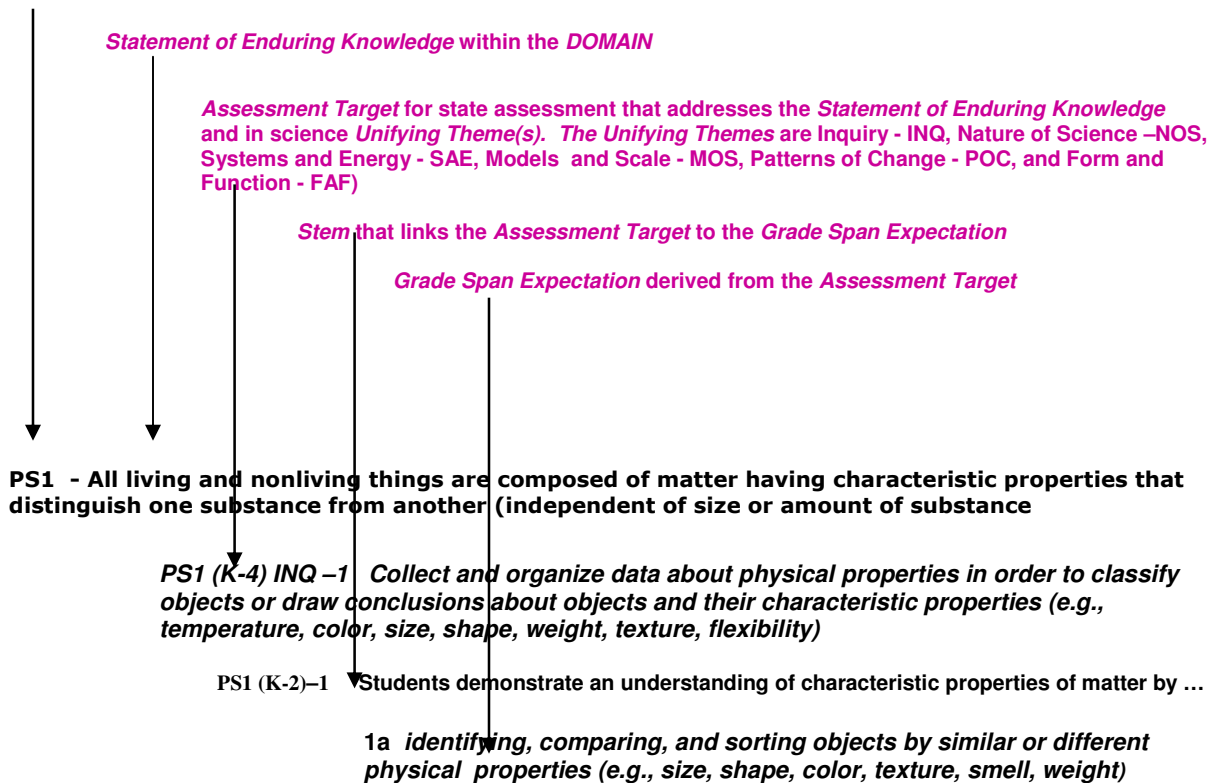 Statement of Enduring Knowledge within the DOMAIN
Assessment Target for state assessment that addresses the Statement of Enduring Knowledge
and in science Unifying Theme(s). The Unifying Themes are Inquiry - INQ, Nature of Science –NOS,
Systems and Energy - SAE, Models and Scale - MOS, Patterns of Change - POC, and Form and
Function - FAF)
Stem that links the Assessment Target to the Grade Span Expectation
Grade Span Expectation derived from the Assessment Target
PS1 - All living and nonliving things are composed of matter having characteristic properties that
distinguish one substance from another (independent of size or amount of substance
PS1 (K-4) INQ –1 Collect and organize data about physical properties in order to classify
objects or draw conclusions about objects and their characteristic properties (e.g.,
temperature, color, size, shape, weight, texture, flexibility)
PS1 (K-2)–1 Students demonstrate an understanding of characteristic properties of matter by …
1a identifying, comparing, and sorting objects by similar or different
physical properties (e.g., size, shape, color, texture, smell, weight)